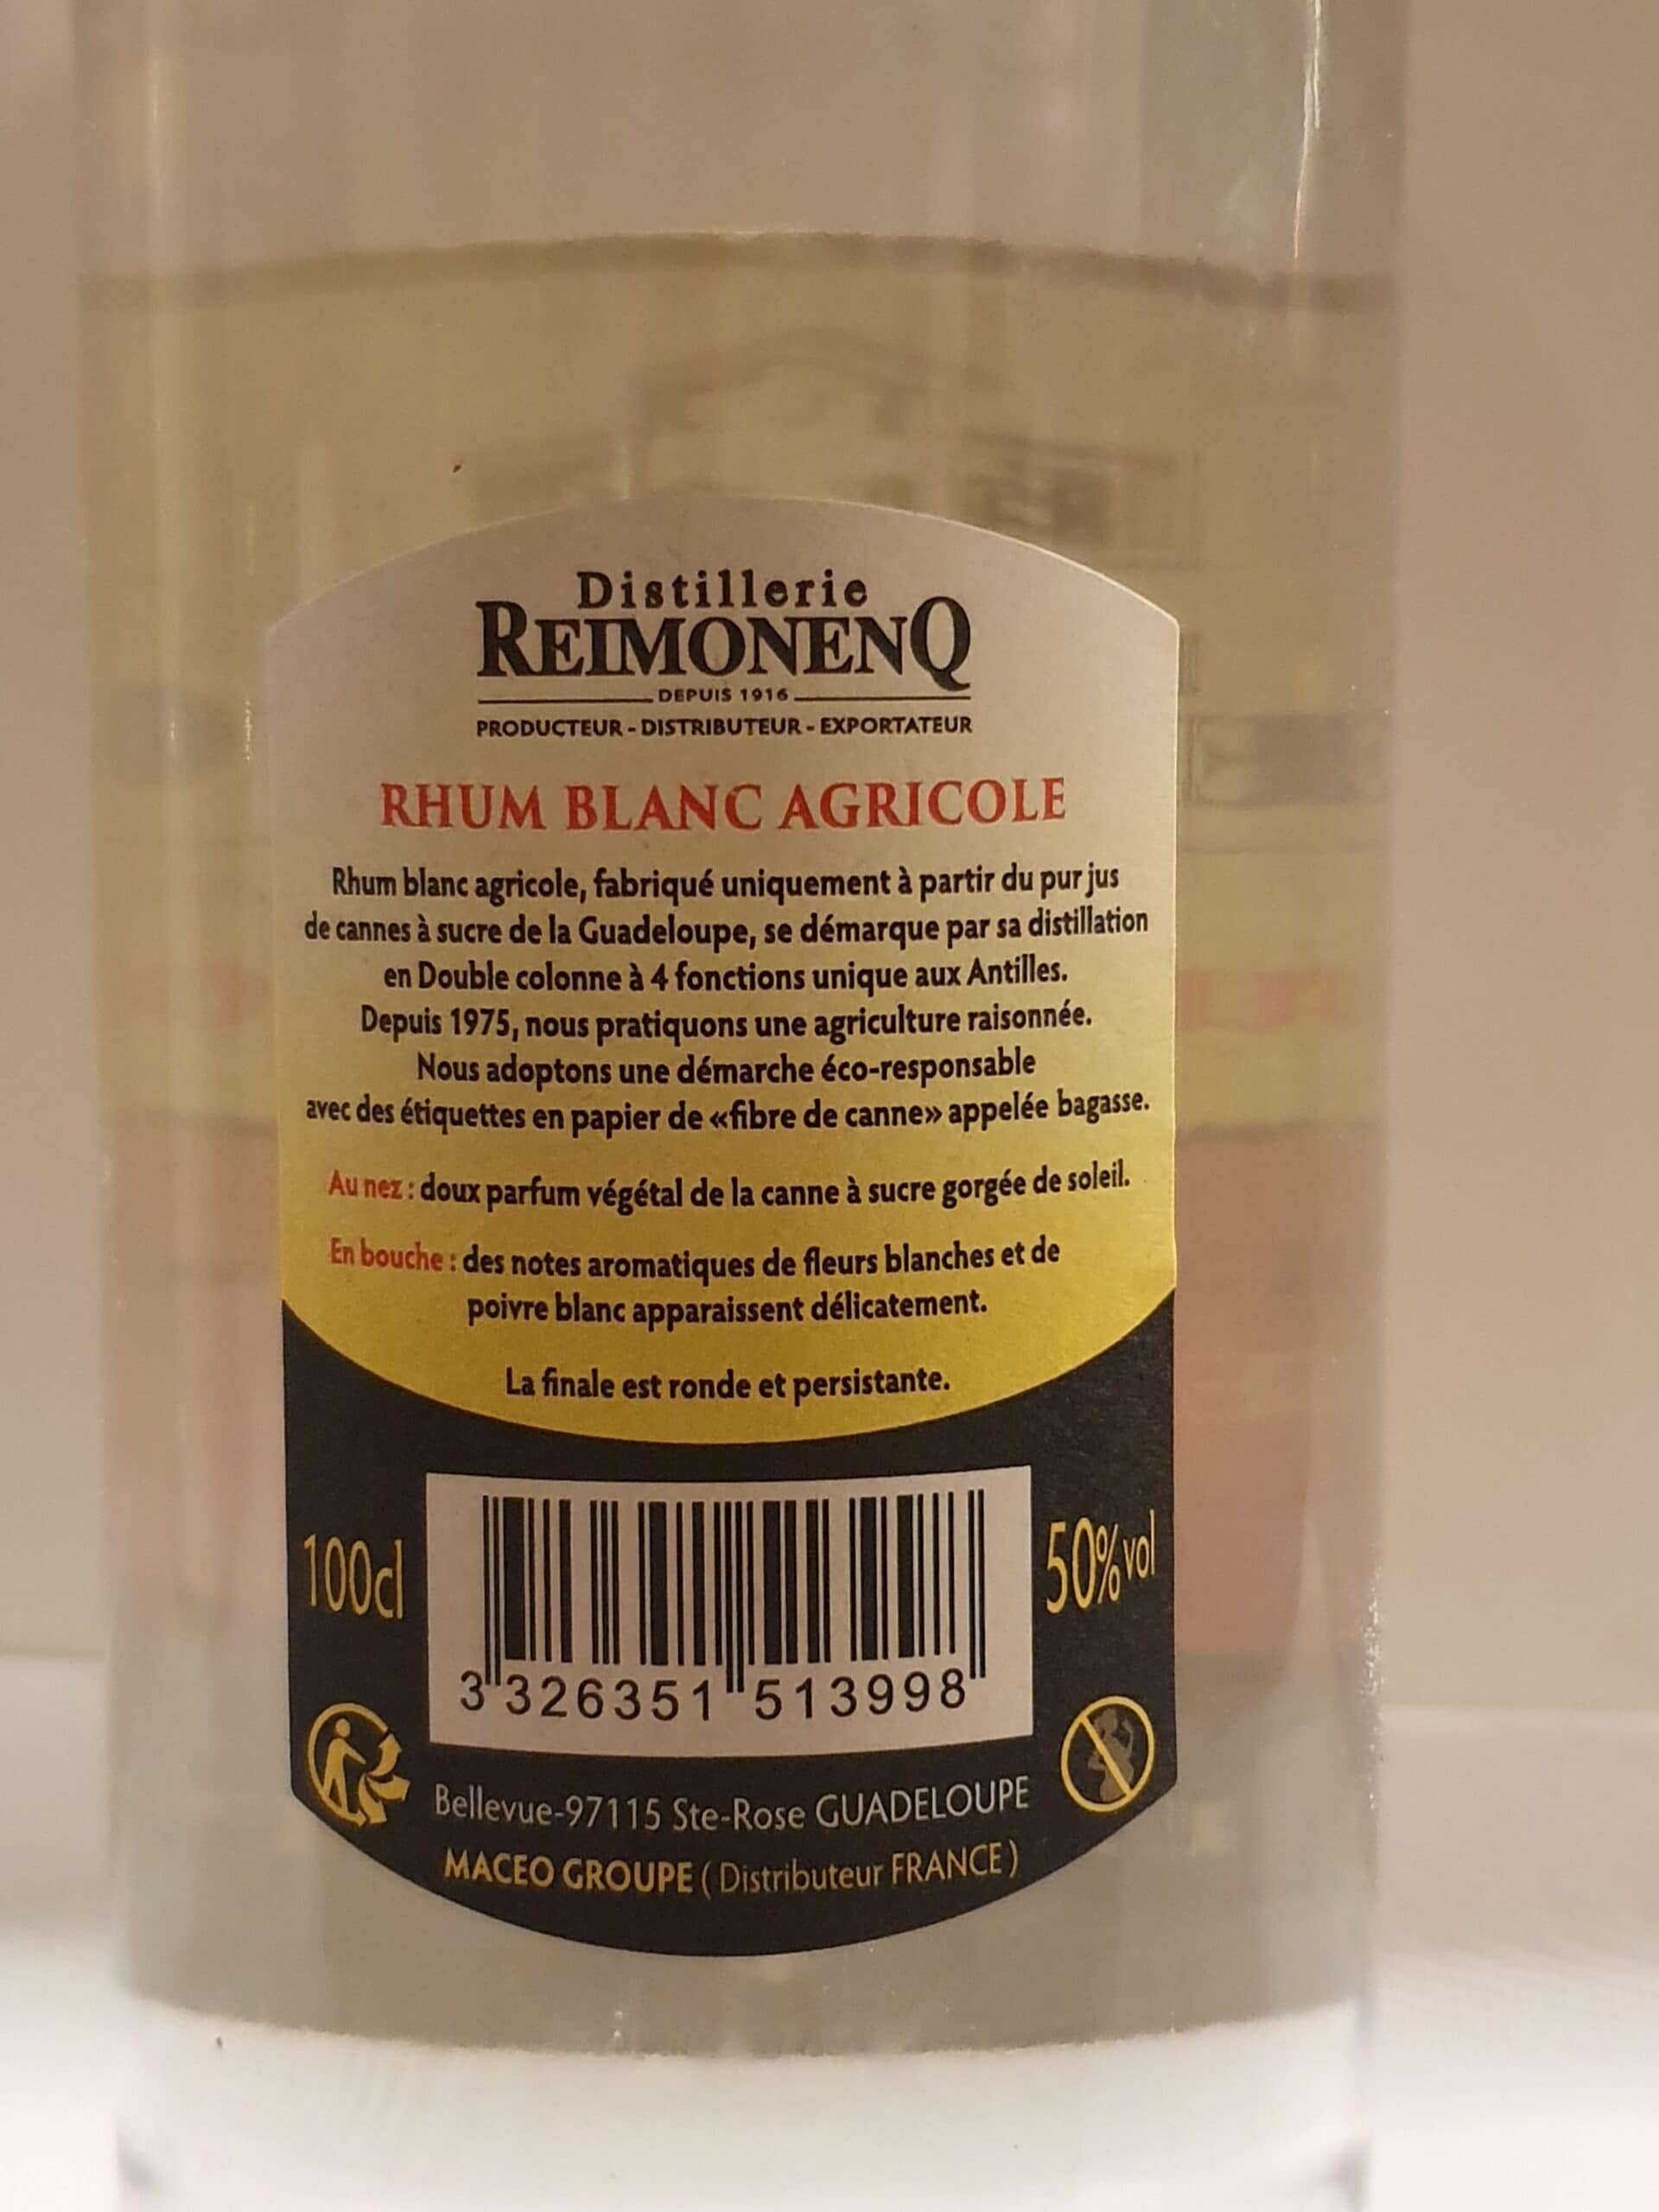 Distillerie
REIMONENQ
DEPUIS 1916
PRODUCTEUR - DISTRIBUTEUR - EXPORTATEUR
RHUM BLANC AGRICOLE
Rhum blanc agricole, fabriqué uniquement à partir du pur jus
de cannes à sucre de la Guadeloupe, se démarque par sa distillation
en Double colonne à 4 fonctions unique aux Antilles.
Depuis 1975, nous pratiquons une agriculture raisonnée.
Nous adoptons une démarche éco-responsable
avec des étiquettes en papier de «fibre de canne» appelée bagasse.
Au nez : doux parfum végétal de la canne à sucre gorgée de soleil.
En bouche : des notes aromatiques de fleurs blanches et de
poivre blanc apparaissent délicatement.
La finale est ronde et persistante.
100cl
50%vol
3 326351 513998
Bellevue-97115 Ste-Rose GUADELOUPE
MACEO GROUPE ( Distributeur FRANCE )